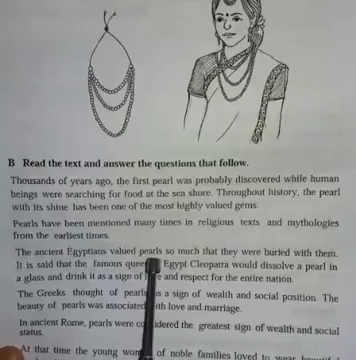 B Read the text and answer the questions that follow.
Thousands of years ago, the first pearl was probably discovered while human
beings were searching for food at the sea shore. Throughout history, the pearl
with its shine has been one of the most highly valued gems.
Pearls have been mentioned many times in religious texts and mythologies
from the earliest times.
The ancient Egyptians valued pearls so much that they were buried with them.
It is said that the famous Egypt Cleopatra would dissolve a pearl in
a glass and drink it as a sign of and respect for the entire nation.
The Greeks thought of pearls as a sign of wealth and social position. The
beauty of pearls was associated with love and marriage.
In ancient Rome, pearls were considered the greatest sign of wealth and social
status.
At that time the young of noble families loved to wear